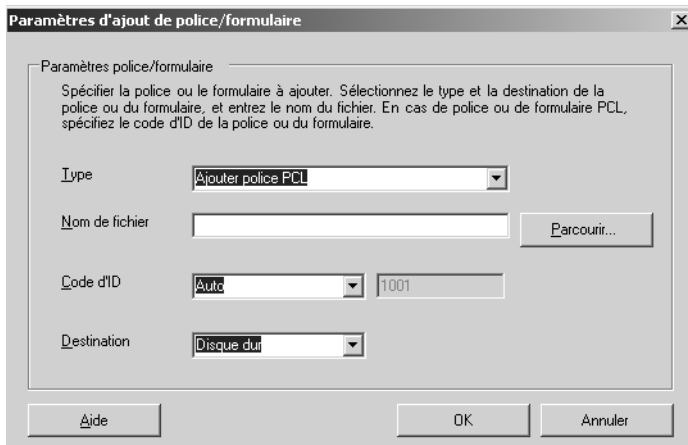 Paramètres d'ajout de police/formulaire
Paramètres police/formulaire
Spécifier la police ou le formulaire à ajouter. Sélectionnez le type et la destination de la
police ou du formulaire, et entrez le nom du fichier. En cas de police ou de formulaire PCL,
spécifiez le code d'ID de la police ou du formulaire.
Type
Ajouter police PCL
Nom de fichier
Parcourir...
Code d'ID
Auto
1001
Destination
Disque dur
Aide
OK
Annuler